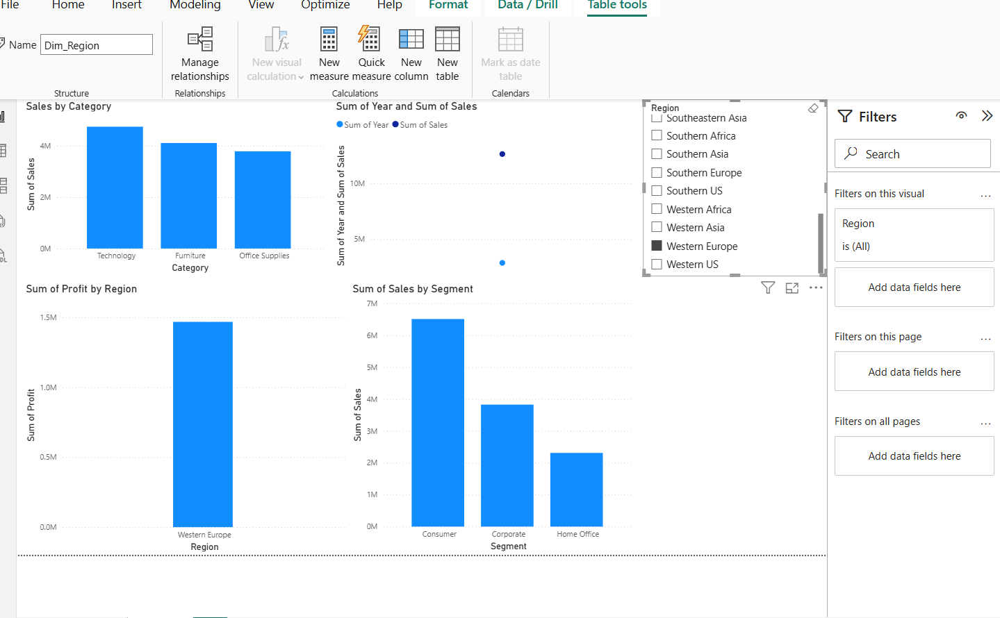 File Home Insert Modeling View Optimize Help Format Data / Drill Table tools
Name Dim_Region
Manage relationships
New visual calculation
New measure
Quick measure
New column
New table
Mark as date table
Structure
Relationships
Calculations
Calendars
Sales by Category
4M
2M
0M
Sum of Sales
Technology Furniture Office Supplies
Category
Sum of Year and Sum of Sales
Sum of Year Sum of Sales
10M
5M
Sum of Year and Sum of Sales
Region
Southeastern Asia
Southern Africa
Southern Asia
Southern Europe
Southern US
Western Africa
Western Asia
Western Europe
Western US
Sum of Profit by Region
1.5M
1.0M
0.5M
0.0M
Sum of Profit
Western Europe
Region
Sum of Sales by Segment
7M
6M
5M
4M
3M
2M
1M
0M
Sum of Sales
Consumer Corporate Home Office
Segment
Filters
Search
Filters on this visual ...
Region
is (All)
Add data fields here
Filters on this page ...
Add data fields here
Filters on all pages ...
Add data fields here